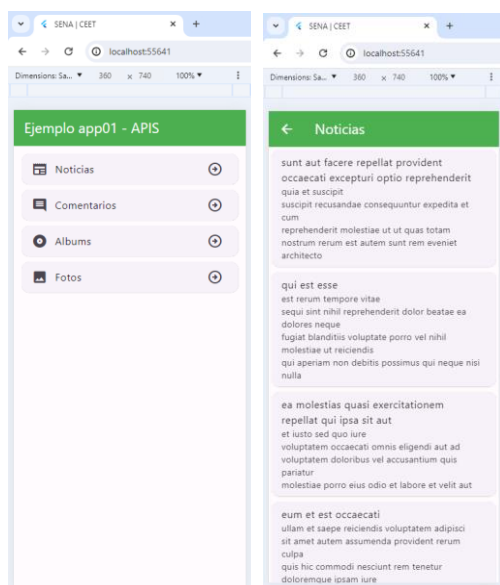 SENA | CEET
localhost:55641
Dimensions: Sa... 360 x 740 100%
Ejemplo app01 - APIS
Noticias
Comentarios
Albums
Fotos
SENA | CEET
localhost:55641
Dimensions: Sa... 360 x 740 100%
Noticias
sunt aut facere repellat provident
occaecati excepturi optio reprehenderit
quia et suscipit
suscipit recusandae consequuntur expedita et
cum
reprehenderit molestiae ut ut quas totam
nostrum rerum est autem sunt rem eveniet
architecto
qui est esse
est rerum tempore vitae
sequi sint nihil reprehenderit dolor beatae ea
dolores neque
fugiat blanditiis voluptate porro vel nihil
molestiae ut reiciendis
qui aperiam non debitis possimus qui neque nisi
nulla
ea molestias quasi exercitationem
repellat qui ipsa sit aut
et iusto sed quo iure
voluptatem occaecati omnis eligendi aut ad
voluptatem doloribus vel accusantium quis
pariatur
molestiae porro eius odio et labore et velit aut
eum et est occaecati
ullam et saepe reiciendis voluptatem adipisci
sit amet autem assumenda provident rerum
culpa
quis hic commodi nesciunt rem tenetur
doloremque ipsam iure